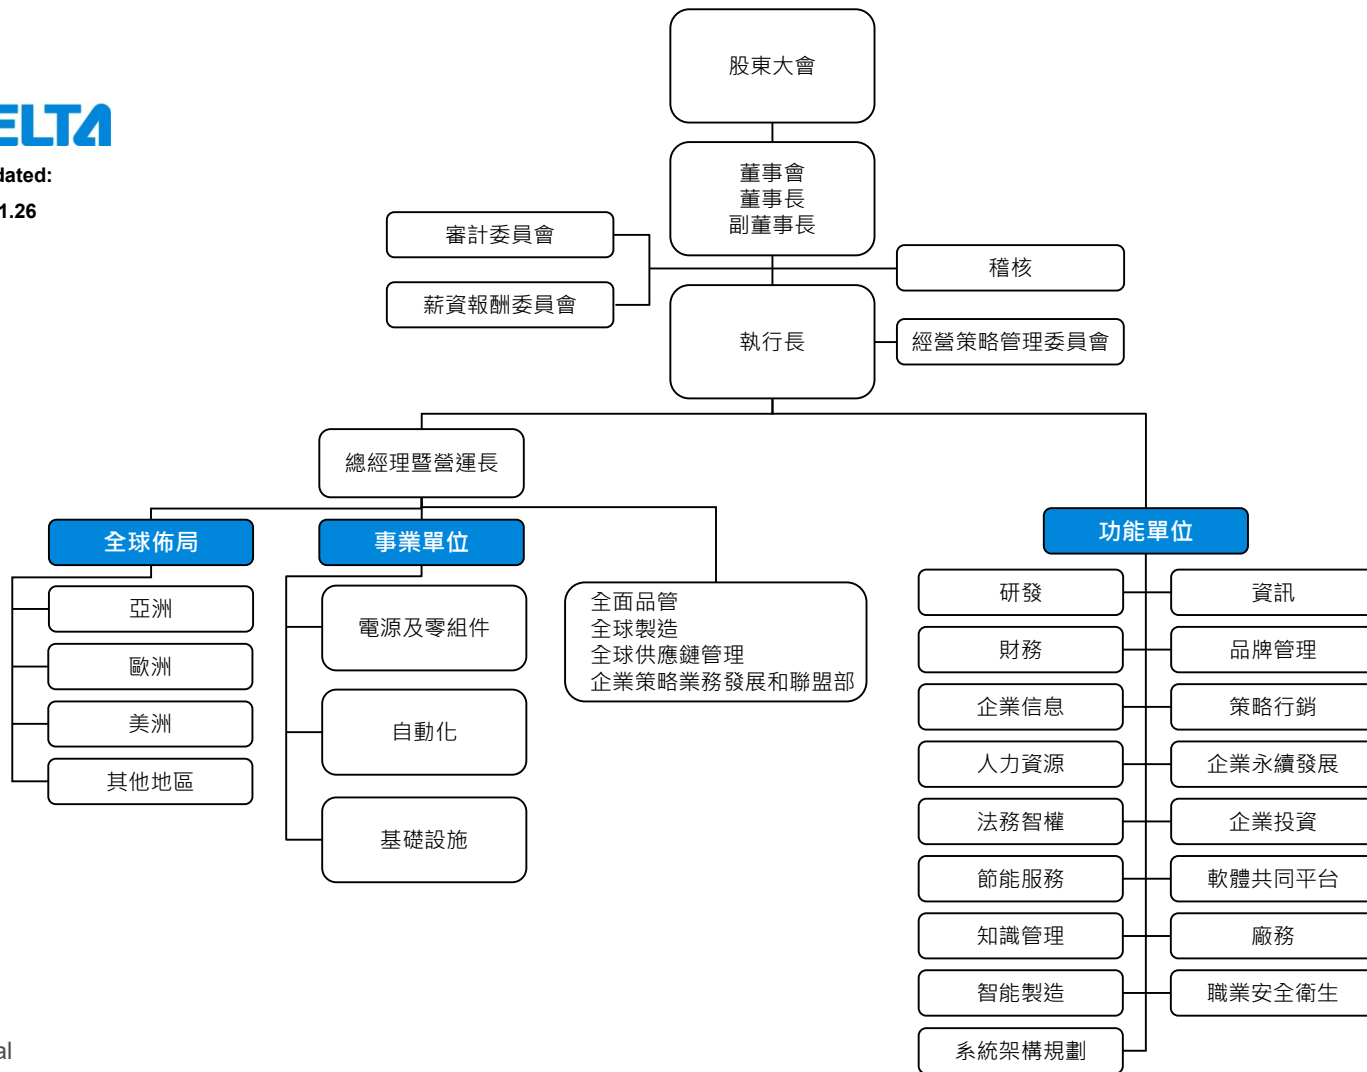 股東大會
ELTA
dated:
1.26
董事會
董事長
副董事長
審計委員會
稽核
薪資報酬委員會
執行長
經營策略管理委員會
總經理暨營運長
全球佈局
事業單位
功能單位
亞洲
歐洲
美洲
其他地區
電源及零組件
自動化
基礎設施
全面品管
全球製造
全球供應鏈管理
企業策略業務發展和聯盟部
研發
資訊
財務
品牌管理
企業信息
策略行銷
人力資源
企業永續發展
法務智權
企業投資
節能服務
軟體共同平台
知識管理
廠務
智能製造
職業安全衛生
系統架構規劃
al